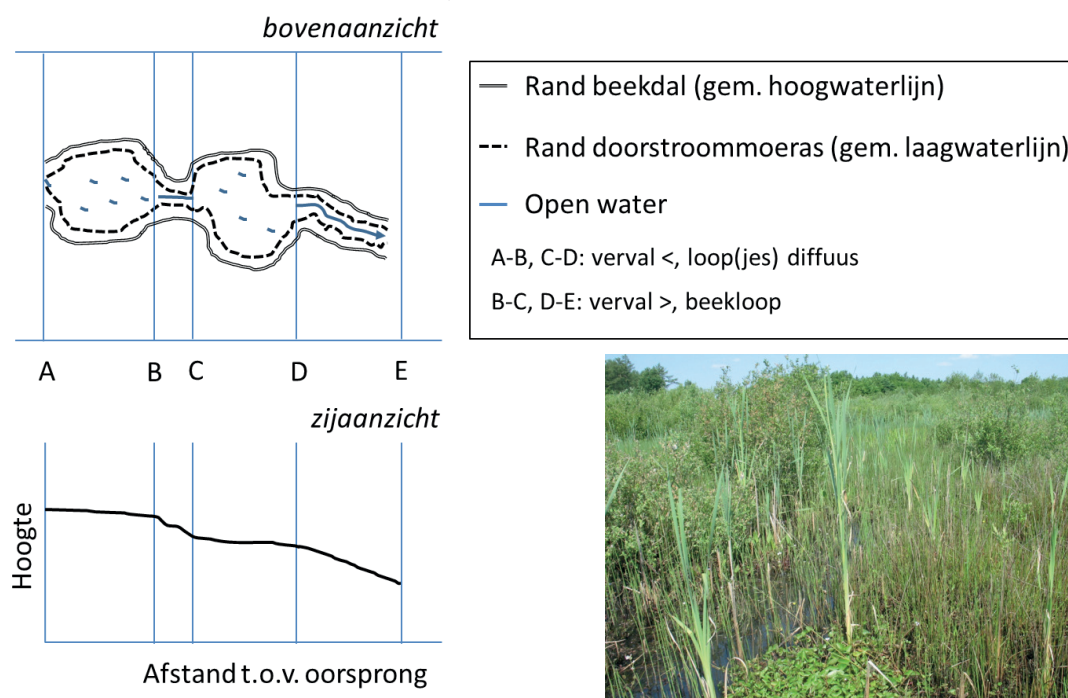 bovenaanzicht
Rand beekdal (gem. hoogwaterlijn)
Rand doorstroommoeras (gem. laagwaterlijn)
Open water
A-B, C-D: verval <, loop(jes) diffuus
B-C, D-E: verval >, beekloop
A B C D E
zijaanzicht
Hoogte
Afstand t.o.v. oorsprong